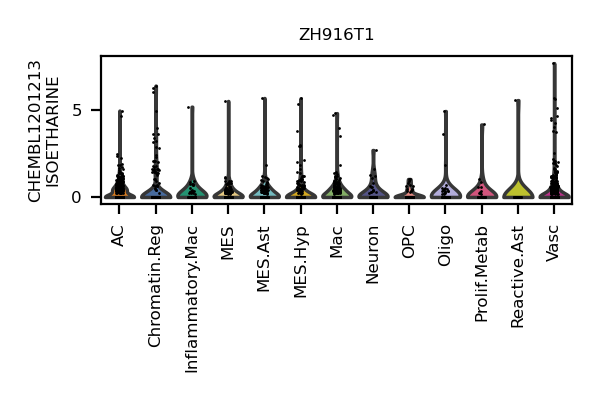 ZH916T1
CHEMBL1201213
ISOETHARINE
5
0
AC
Chromatin.Reg
Inflammatory.Mac
MES
MES.Ast
MES.Hyp
Mac
Neuron
OPC
Oligo
Prolif.Metab
Reactive.Ast
Vasc